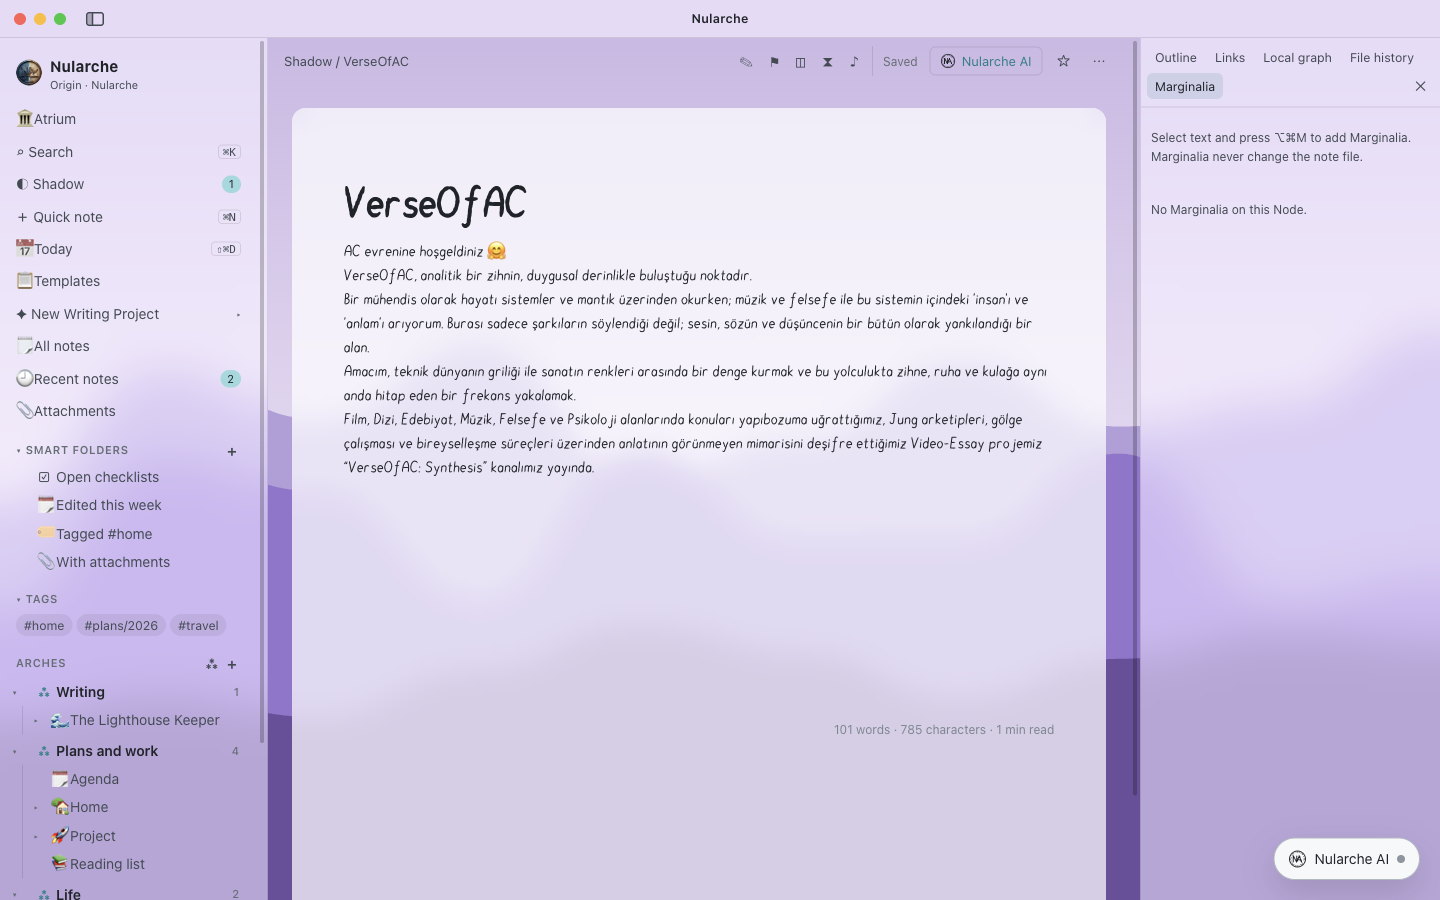 Nularche
Nularche
Origin · Nularche
Atrium
Search ⌘K
Shadow 1
+ Quick note ⌘N
Today ⇧⌘D
Templates
New Writing Project
All notes
Recent notes 2
Attachments
SMART FOLDERS +
Open checklists
Edited this week
Tagged #home
With attachments
TAGS
#home #plans/2026 #travel
ARCHES +
Writing 1
The Lighthouse Keeper
Plans and work 4
Agenda
Home
Project
Reading list
Life 2
Shadow / VerseOfAC
Saved
Nularche AI
VerseOfAC
AC evrenine hoşgeldiniz 🤗
VerseOfAC, analitik bir zihnin, duygusal derinlikle buluştuğu noktadır.
Bir mühendis olarak hayatı sistemler ve mantık üzerinden okurken; müzik ve felsefe ile bu sistemin içindeki 'insan'ı ve
'anlam'ı arıyorum. Burası sadece şarkıların söylendiği değil; sesin, sözün ve düşüncenin bir bütün olarak yankılandığı bir
alan.
Amacım, teknik dünyanın griliği ile sanatın renkleri arasında bir denge kurmak ve bu yolculukta zihne, ruha ve kulağa aynı
anda hitap eden bir frekans yakalamak.
Film, Dizi, Edebiyat, Müzik, Felsefe ve Psikoloji alanlarında konuları yapıbozuma uğrattığımız, Jung arketipleri, gölge
çalışması ve bireyselleşme süreçleri üzerinden anlatının görünmeyen mimarisini deşifre ettiğimiz Video-Essay projemiz
“VerseOfAC: Synthesis” kanalımız yayında.
101 words · 785 characters · 1 min read
Outline Links Local graph File history
Marginalia
Select text and press ⌥⌘M to add Marginalia.
Marginalia never change the note file.
No Marginalia on this Node.
Nularche AI